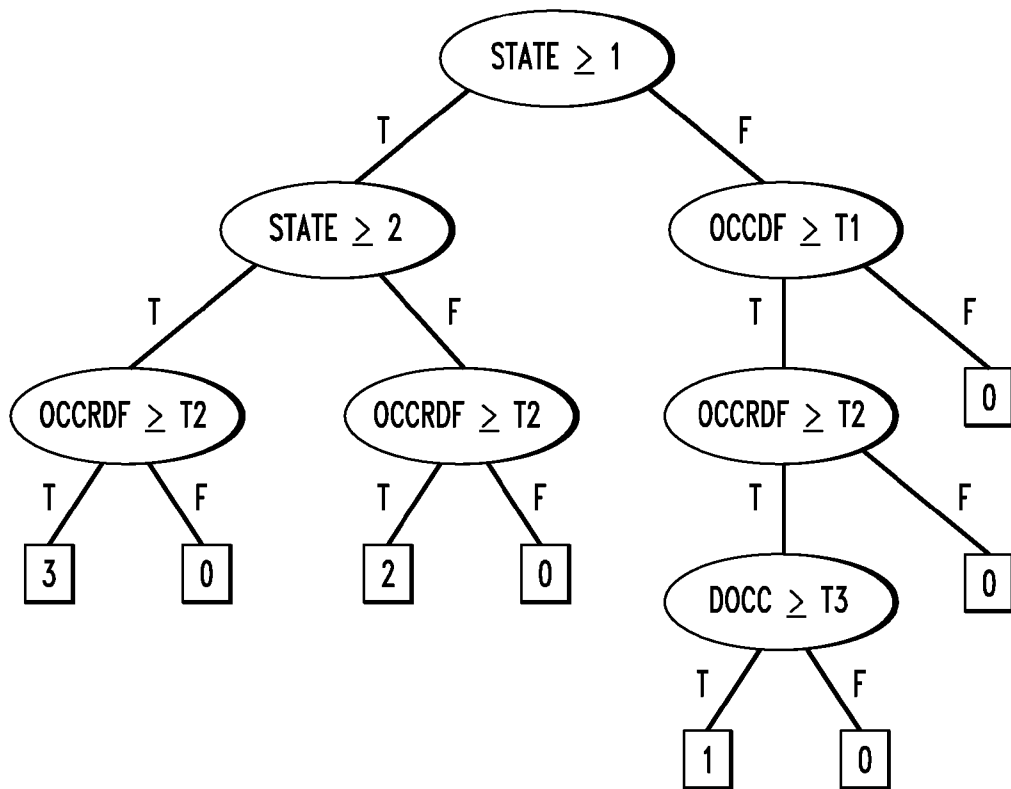 STATE ≥ 1
T
F
STATE ≥ 2
OCCDF ≥ T1
T
F
T
F
OCCRDF ≥ T2
OCCRDF ≥ T2
OCCRDF ≥ T2
0
T
F
T
F
T
F
3
0
2
0
DOCC ≥ T3
0
T
F
1
0